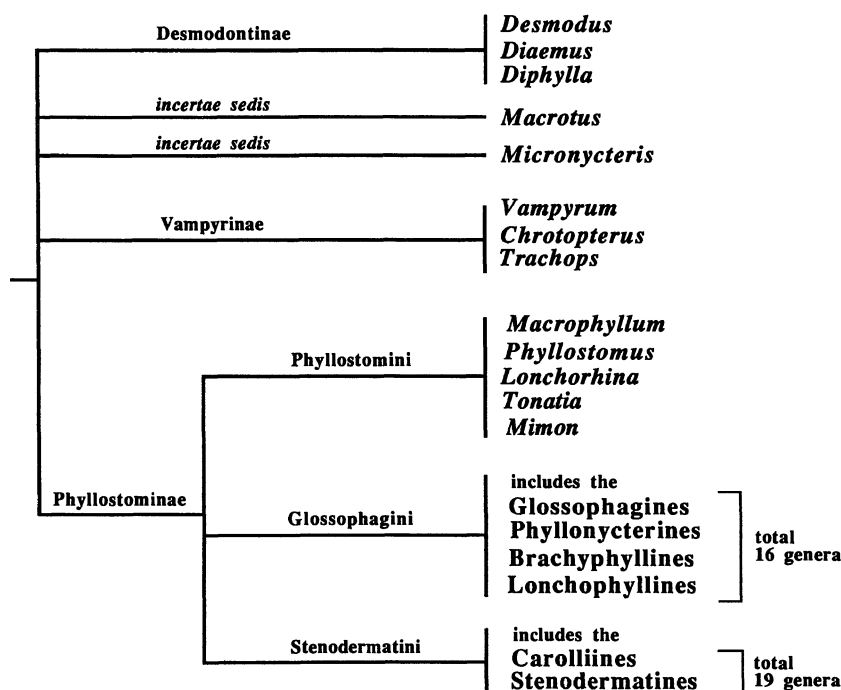 Desmodontinae
Desmodus
Diaemus
Diphylla
incertae sedis
Macrotus
incertae sedis
Micronycteris
Vampyrinae
Vampyrum
Chrotopterus
Trachops
Phyllostomini
Macrophyllum
Phyllostomus
Lonchorhina
Tonatia
Mimon
Phyllostominae
Glossophagini
includes the
Glossophagines
Phyllonycterines
Brachyphyllines
Lonchophyllines
total
16 genera
Stenodermatini
includes the
Carolliines
Stenodermatines
total
19 genera